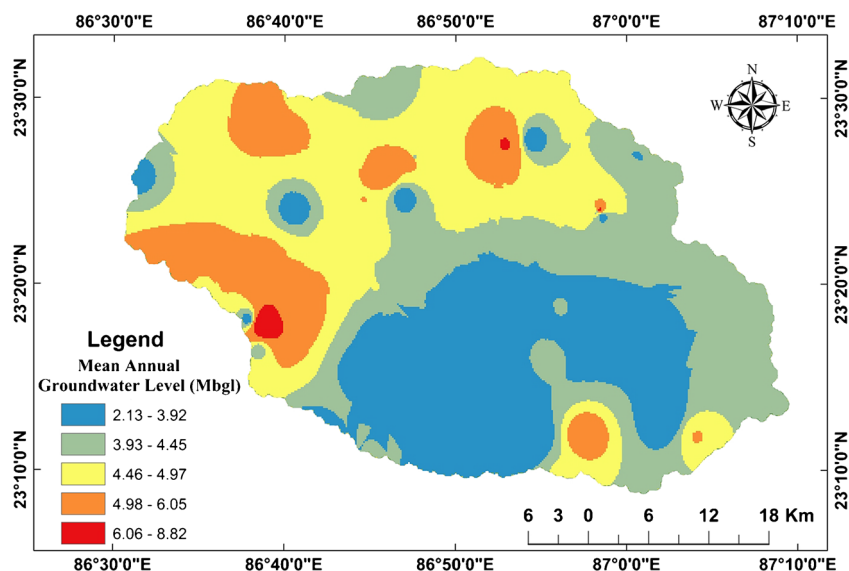 86°30'0"E 86°40'0"E 86°50'0"E 87°0'0"E 87°10'0"E
23°30'0"N
23°20'0"N
23°10'0"N
N
W E
S
23°30'0"N
23°20'0"N
23°10'0"N
Legend
Mean Annual
Groundwater Level (Mbgl)
2.13 - 3.92
3.93 - 4.45
4.46 - 4.97
4.98 - 6.05
6.06 - 8.82
6 3 0 6 12 18 Km
86°30'0"E 86°40'0"E 86°50'0"E 87°0'0"E 87°10'0"E